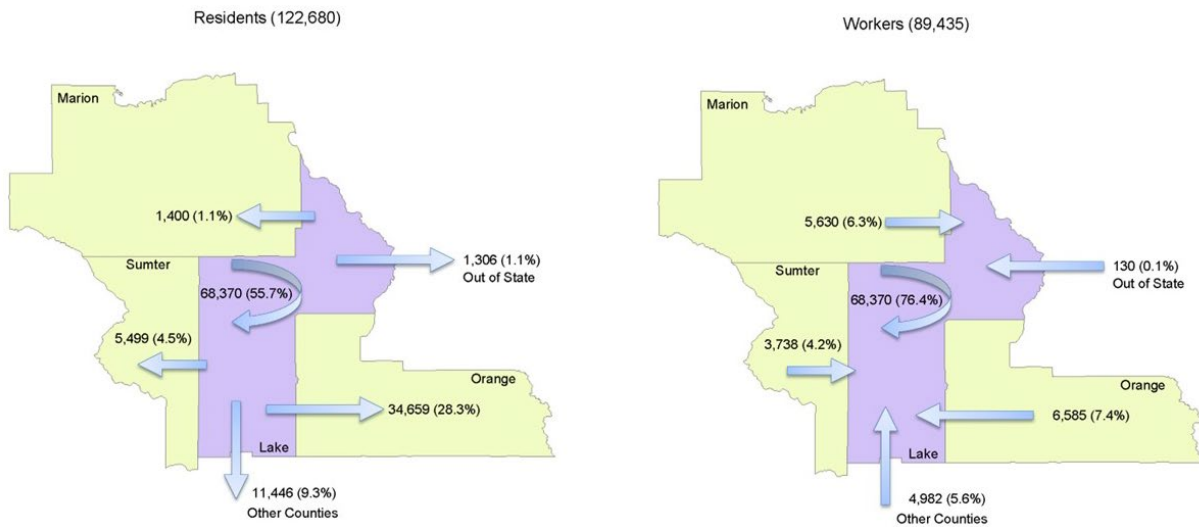 Residents (122,680)
Marion
1,400 (1.1%)
1,306 (1.1%)
Out of State
Sumter
68,370 (55.7%)
5,499 (4.5%)
Orange
34,659 (28.3%)
Lake
11,446 (9.3%)
Other Counties
Workers (89,435)
Marion
5,630 (6.3%)
130 (0.1%)
Out of State
Sumter
68,370 (76.4%)
3,738 (4.2%)
Orange
6,585 (7.4%)
Lake
4,982 (5.6%)
Other Counties